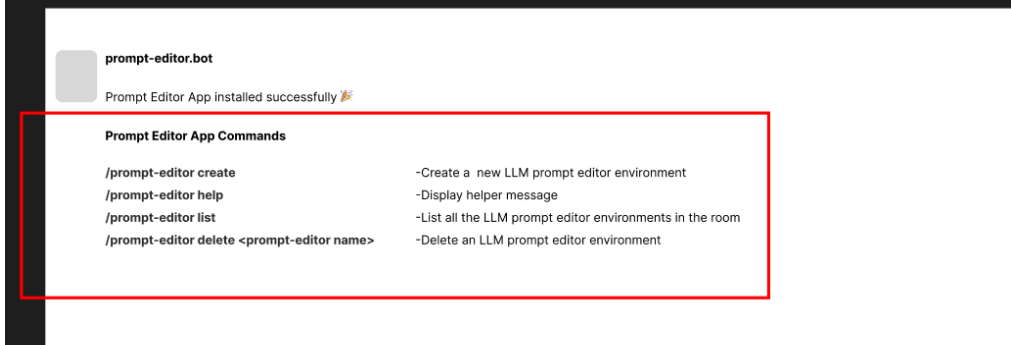 prompt-editor.bot
Prompt Editor App installed successfully 🎉
Prompt Editor App Commands
/prompt-editor create -Create a new LLM prompt editor environment
/prompt-editor help -Display helper message
/prompt-editor list -List all the LLM prompt editor environments in the room
/prompt-editor delete <prompt-editor name> -Delete an LLM prompt editor environment